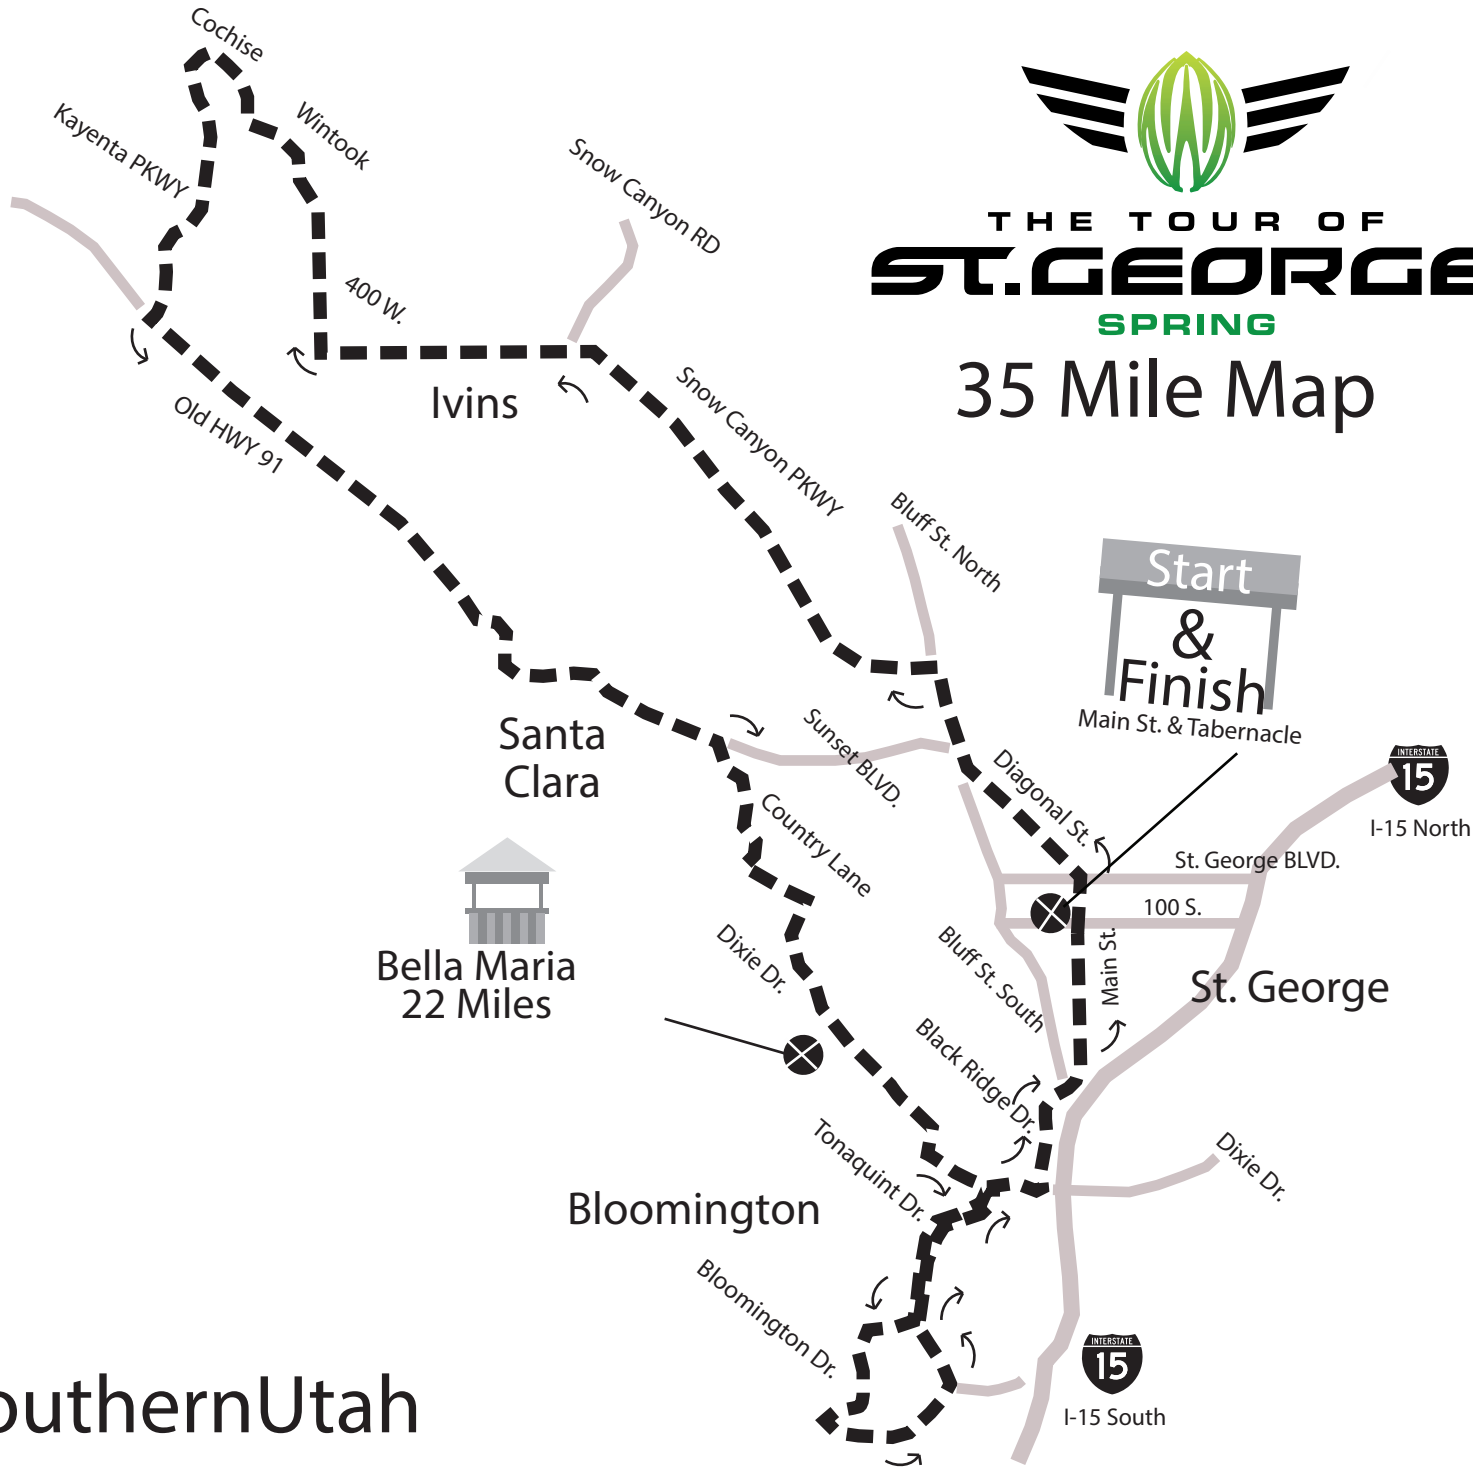 Cochise
Kayenta PKWY
Wintook
Snow Canyon RD
THE TOUR OF
ST.GEORGE
SPRING
35 Mile Map
400 W.
Ivins
Old HWY 91
Snow Canyon PKWY
Bluff St. North
Start
&
Finish
Main St. & Tabernacle
Santa
Clara
Sunset BLVD.
Diagonal St.
INTERSTATE
15
I-15 North
Country Lane
St. George BLVD.
100 S.
Bella Maria
22 Miles
Dixie Dr.
Bluff St. South
Main St.
St. George
Black Ridge Dr.
Tonaquint Dr.
Dixie Dr.
Bloomington
Bloomington Dr.
INTERSTATE
15
I-15 South
outhernUtah